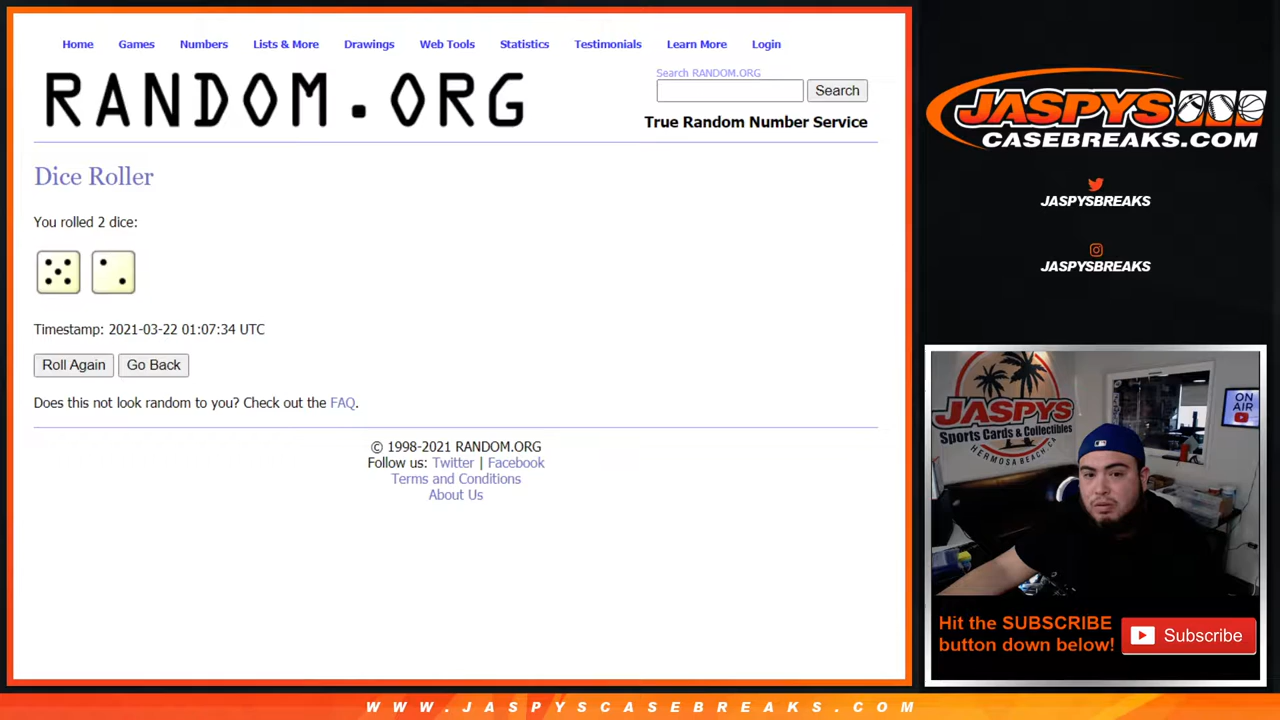 Home Games Numbers Lists & More Drawings Web Tools Statistics Testimonials Learn More Login
RANDOM.ORG
Search RANDOM.ORG
Search
True Random Number Service
Dice Roller
You rolled 2 dice:
Timestamp: 2021-03-22 01:07:34 UTC
Roll Again Go Back
Does this not look random to you? Check out the FAQ.
© 1998-2021 RANDOM.ORG
Follow us: Twitter | Facebook
Terms and Conditions
About Us
JASPYS
CASEBREAKS.COM
JASPYSBREAKS
JASPYSBREAKS
JASPYS
Sports Cards & Collectibles
HERMOSA BEACH, CA
ON
AIR
Hit the SUBSCRIBE
button down below!
Subscribe
WWW.JASPYSCASEBREAKS.COM